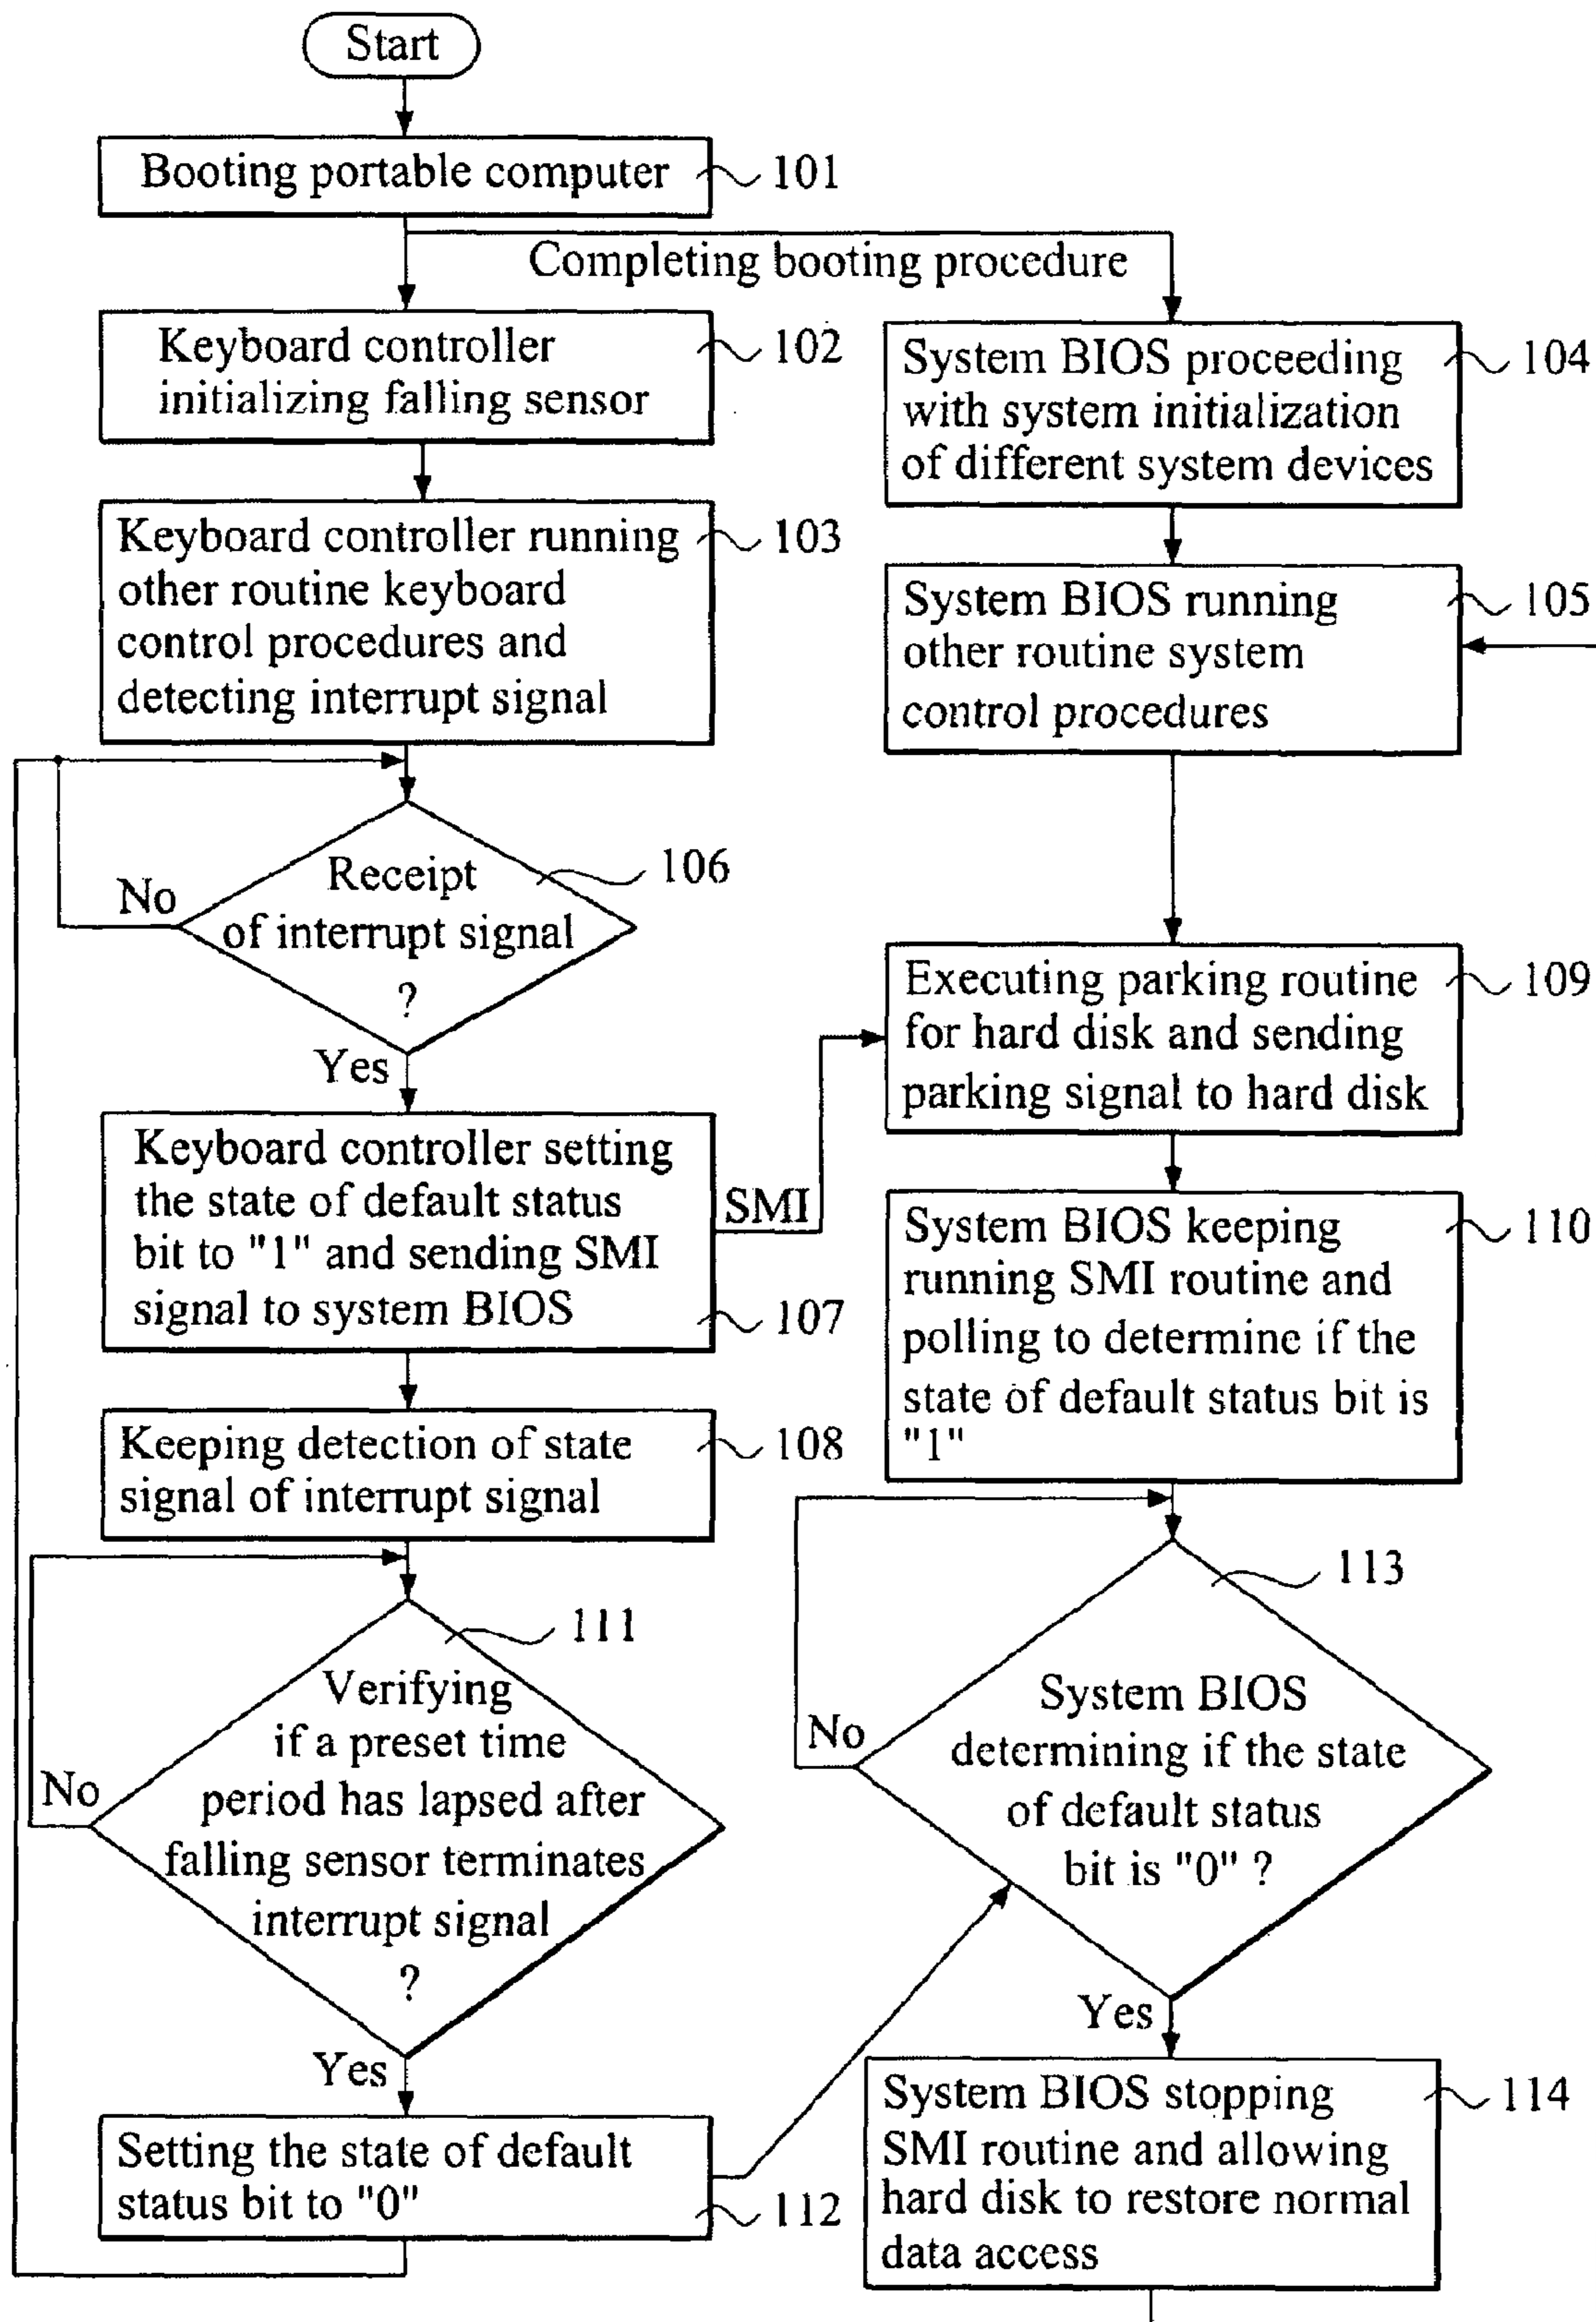 Start
Booting portable computer
101
Completing booting procedure
Keyboard controller
initializing falling sensor
102
System BIOS proceeding
with system initialization
of different system devices
104
Keyboard controller running
other routine keyboard
control procedures and
detecting interrupt signal
103
System BIOS running
other routine system
control procedures
105
Receipt
of interrupt signal
?
106
No
Yes
Executing parking routine
for hard disk and sending
parking signal to hard disk
109
Keyboard controller setting
the state of default status
bit to "1" and sending SMI
signal to system BIOS
107
SMI
System BIOS keeping
running SMI routine and
polling to determine if the
state of default status bit is
"1"
110
Keeping detection of state
signal of interrupt signal
108
Verifying
if a preset time
period has lapsed after
falling sensor terminates
interrupt signal
?
111
No
Yes
System BIOS
determining if the state
of default status
bit is "0" ?
113
No
Yes
Setting the state of default
status bit to "0"
112
System BIOS stopping
SMI routine and allowing
hard disk to restore normal
data access
114